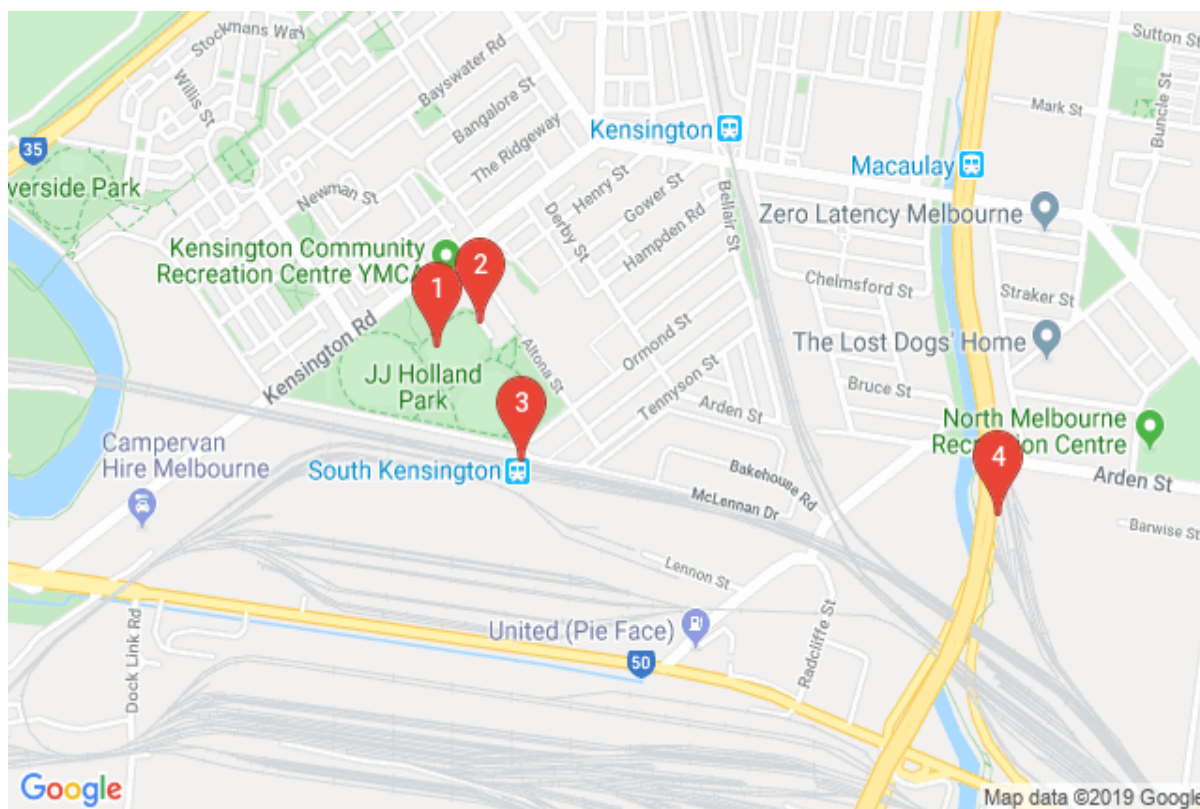 Stockmans Way
Willis St
Bayswater Rd
Bangalore St
The Ridgeway
Sutton St
Mark St
Buncle St
35
Kensington
Macaulay
verside Park
Newman St
Henry St
Gower St
Derby St
Hampden Rd
Bellair St
Zero Latency Melbourne
Kensington Community
Recreation Centre YMCA
2
1
Chelmsford St
Straker St
Kensington Rd
Altona St
Ormond St
The Lost Dogs' Home
JJ Holland
Park
3
Tennyson St
Arden St
Bruce St
North Melbourne
Recreation Centre
4
Campervan
Hire Melbourne
South Kensington
Bakehouse Rd
McLennan Dr
Arden St
Barwise St
Lennon St
United (Pie Face)
Radcliffe St
Dock Link Rd
50
Google
Map data ©2019 Google